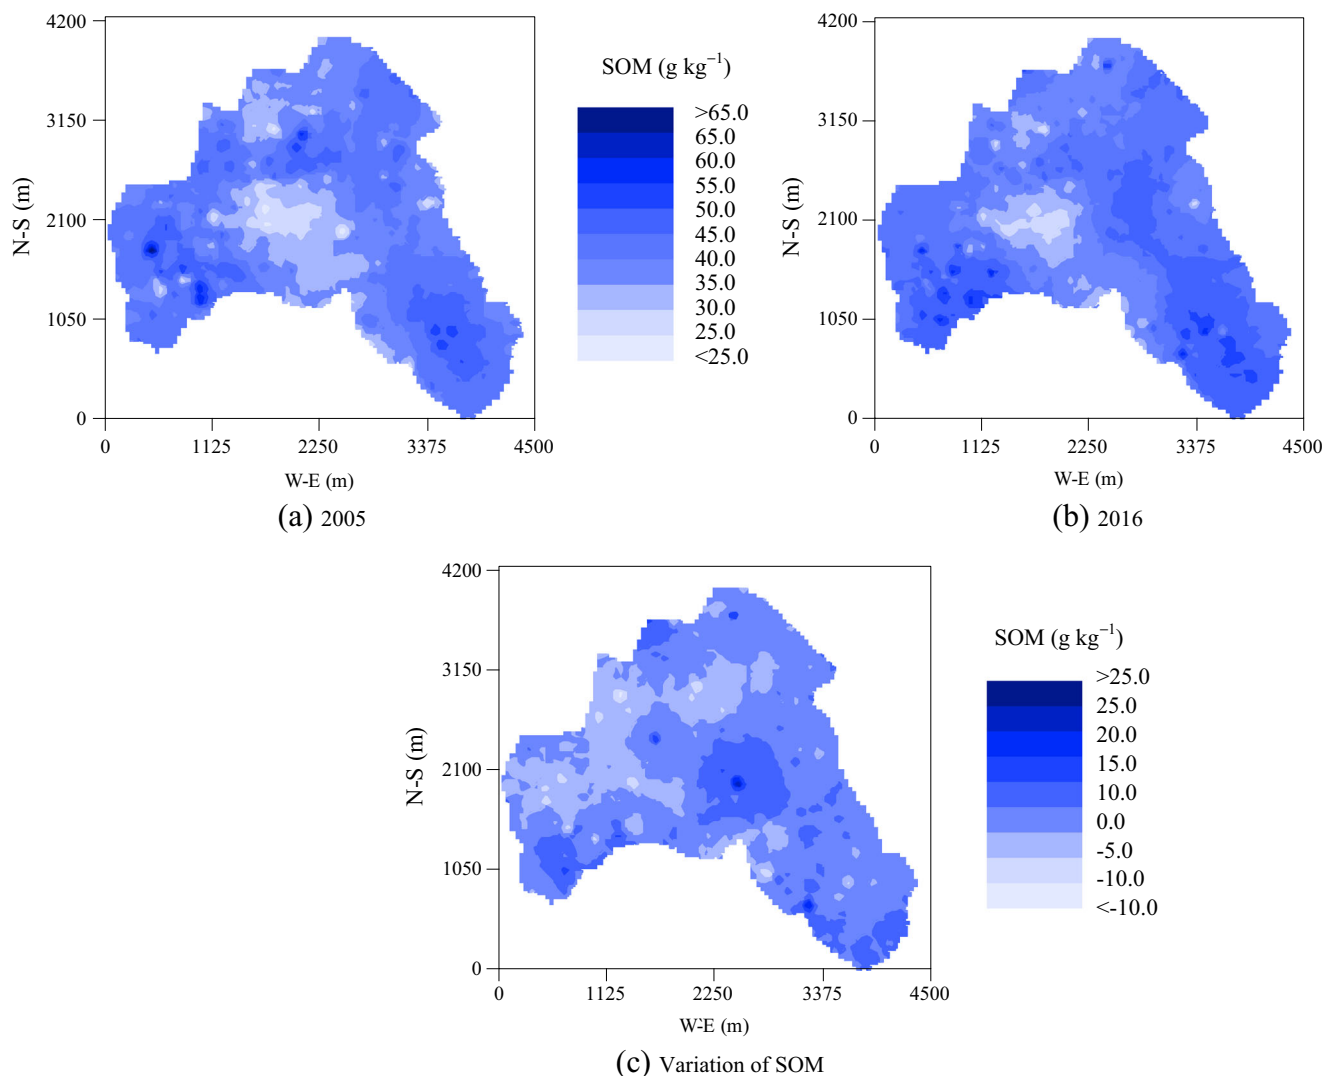 4200
3150
2100
1050
0
N-S (m)
0 1125 2250 3375 4500
W-E (m)
(a) 2005
SOM (g kg⁻¹)
>65.0
65.0
60.0
55.0
50.0
45.0
40.0
35.0
30.0
25.0
<25.0
4200
3150
2100
1050
0
N-S (m)
0 1125 2250 3375 4500
W-E (m)
(b) 2016
4200
3150
2100
1050
0
N-S (m)
0 1125 2250 3375 4500
W-E (m)
(c) Variation of SOM
SOM (g kg⁻¹)
>25.0
25.0
20.0
15.0
10.0
0.0
-5.0
-10.0
<-10.0